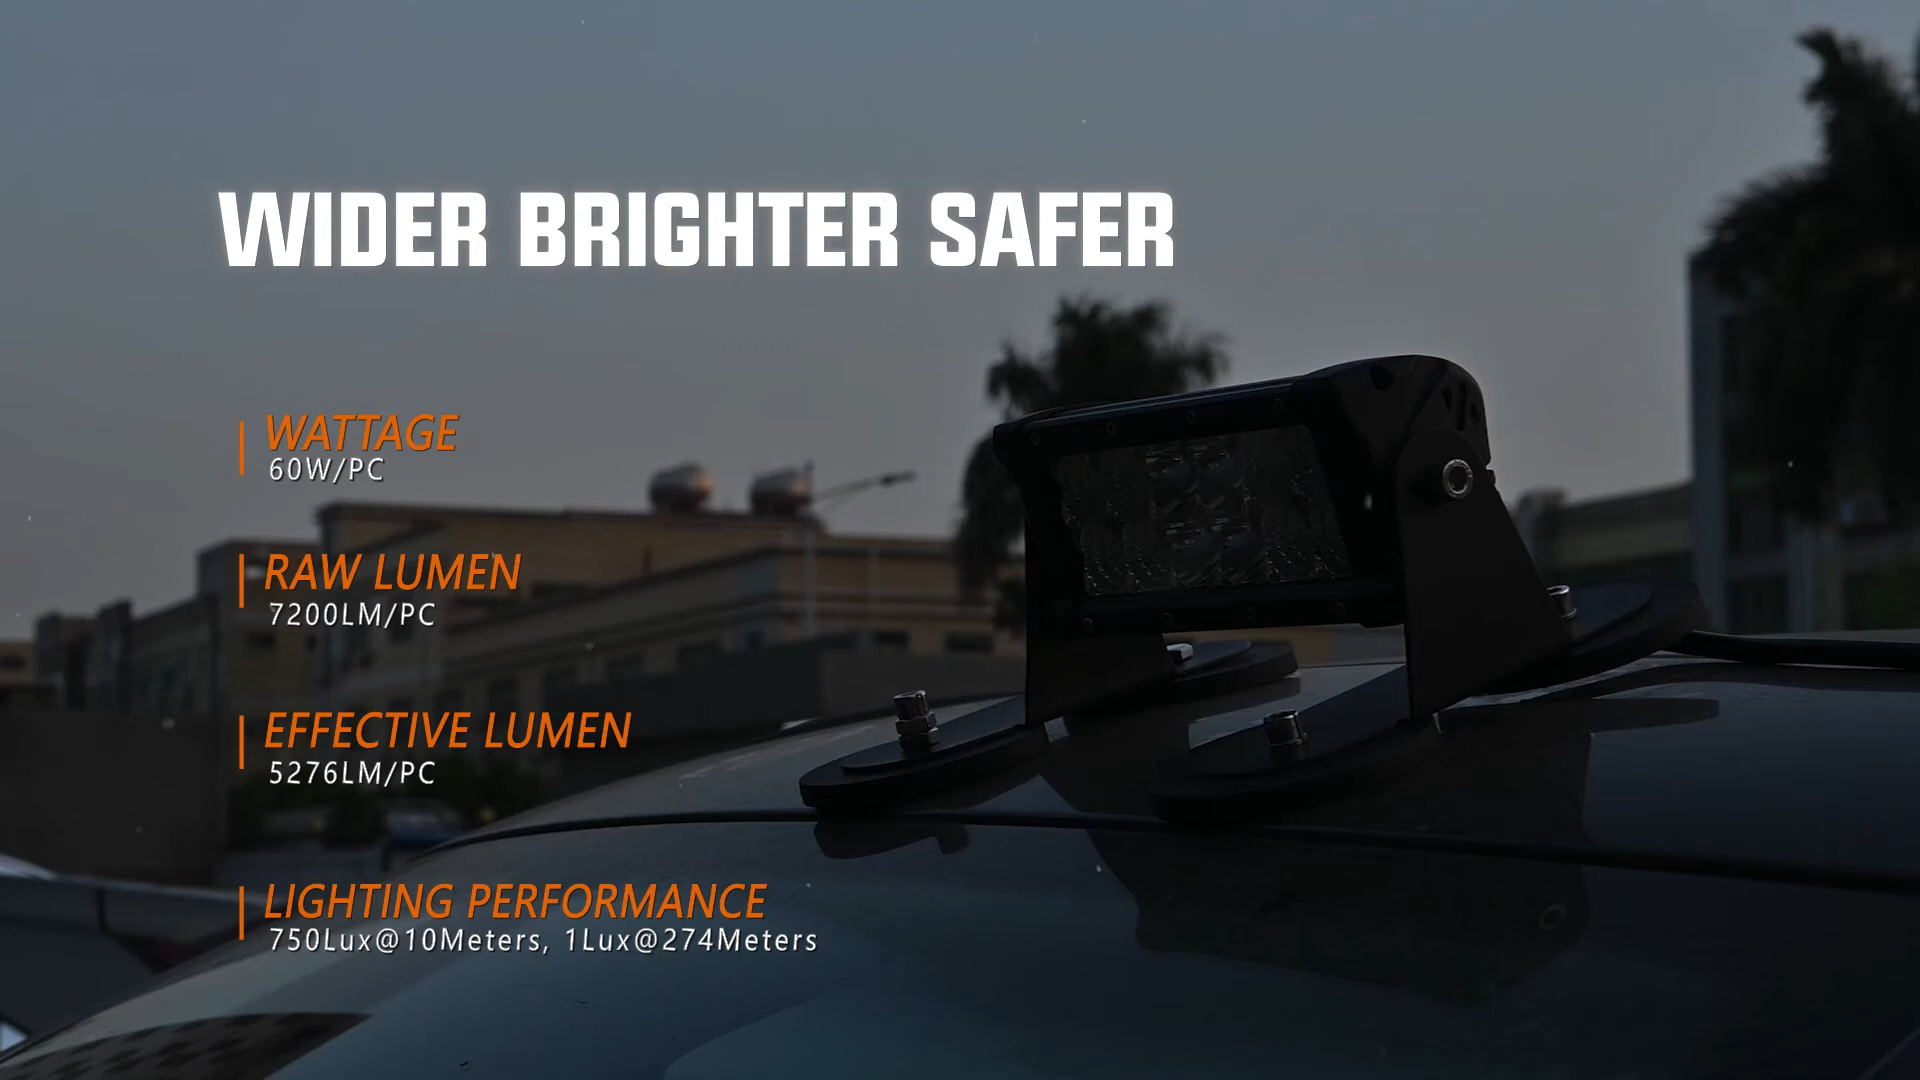 WIDER BRIGHTER SAFER
WATTAGE
60W/PC
RAW LUMEN
7200LM/PC
EFFECTIVE LUMEN
5276LM/PC
LIGHTING PERFORMANCE
750Lux@10Meters, 1Lux@274Meters